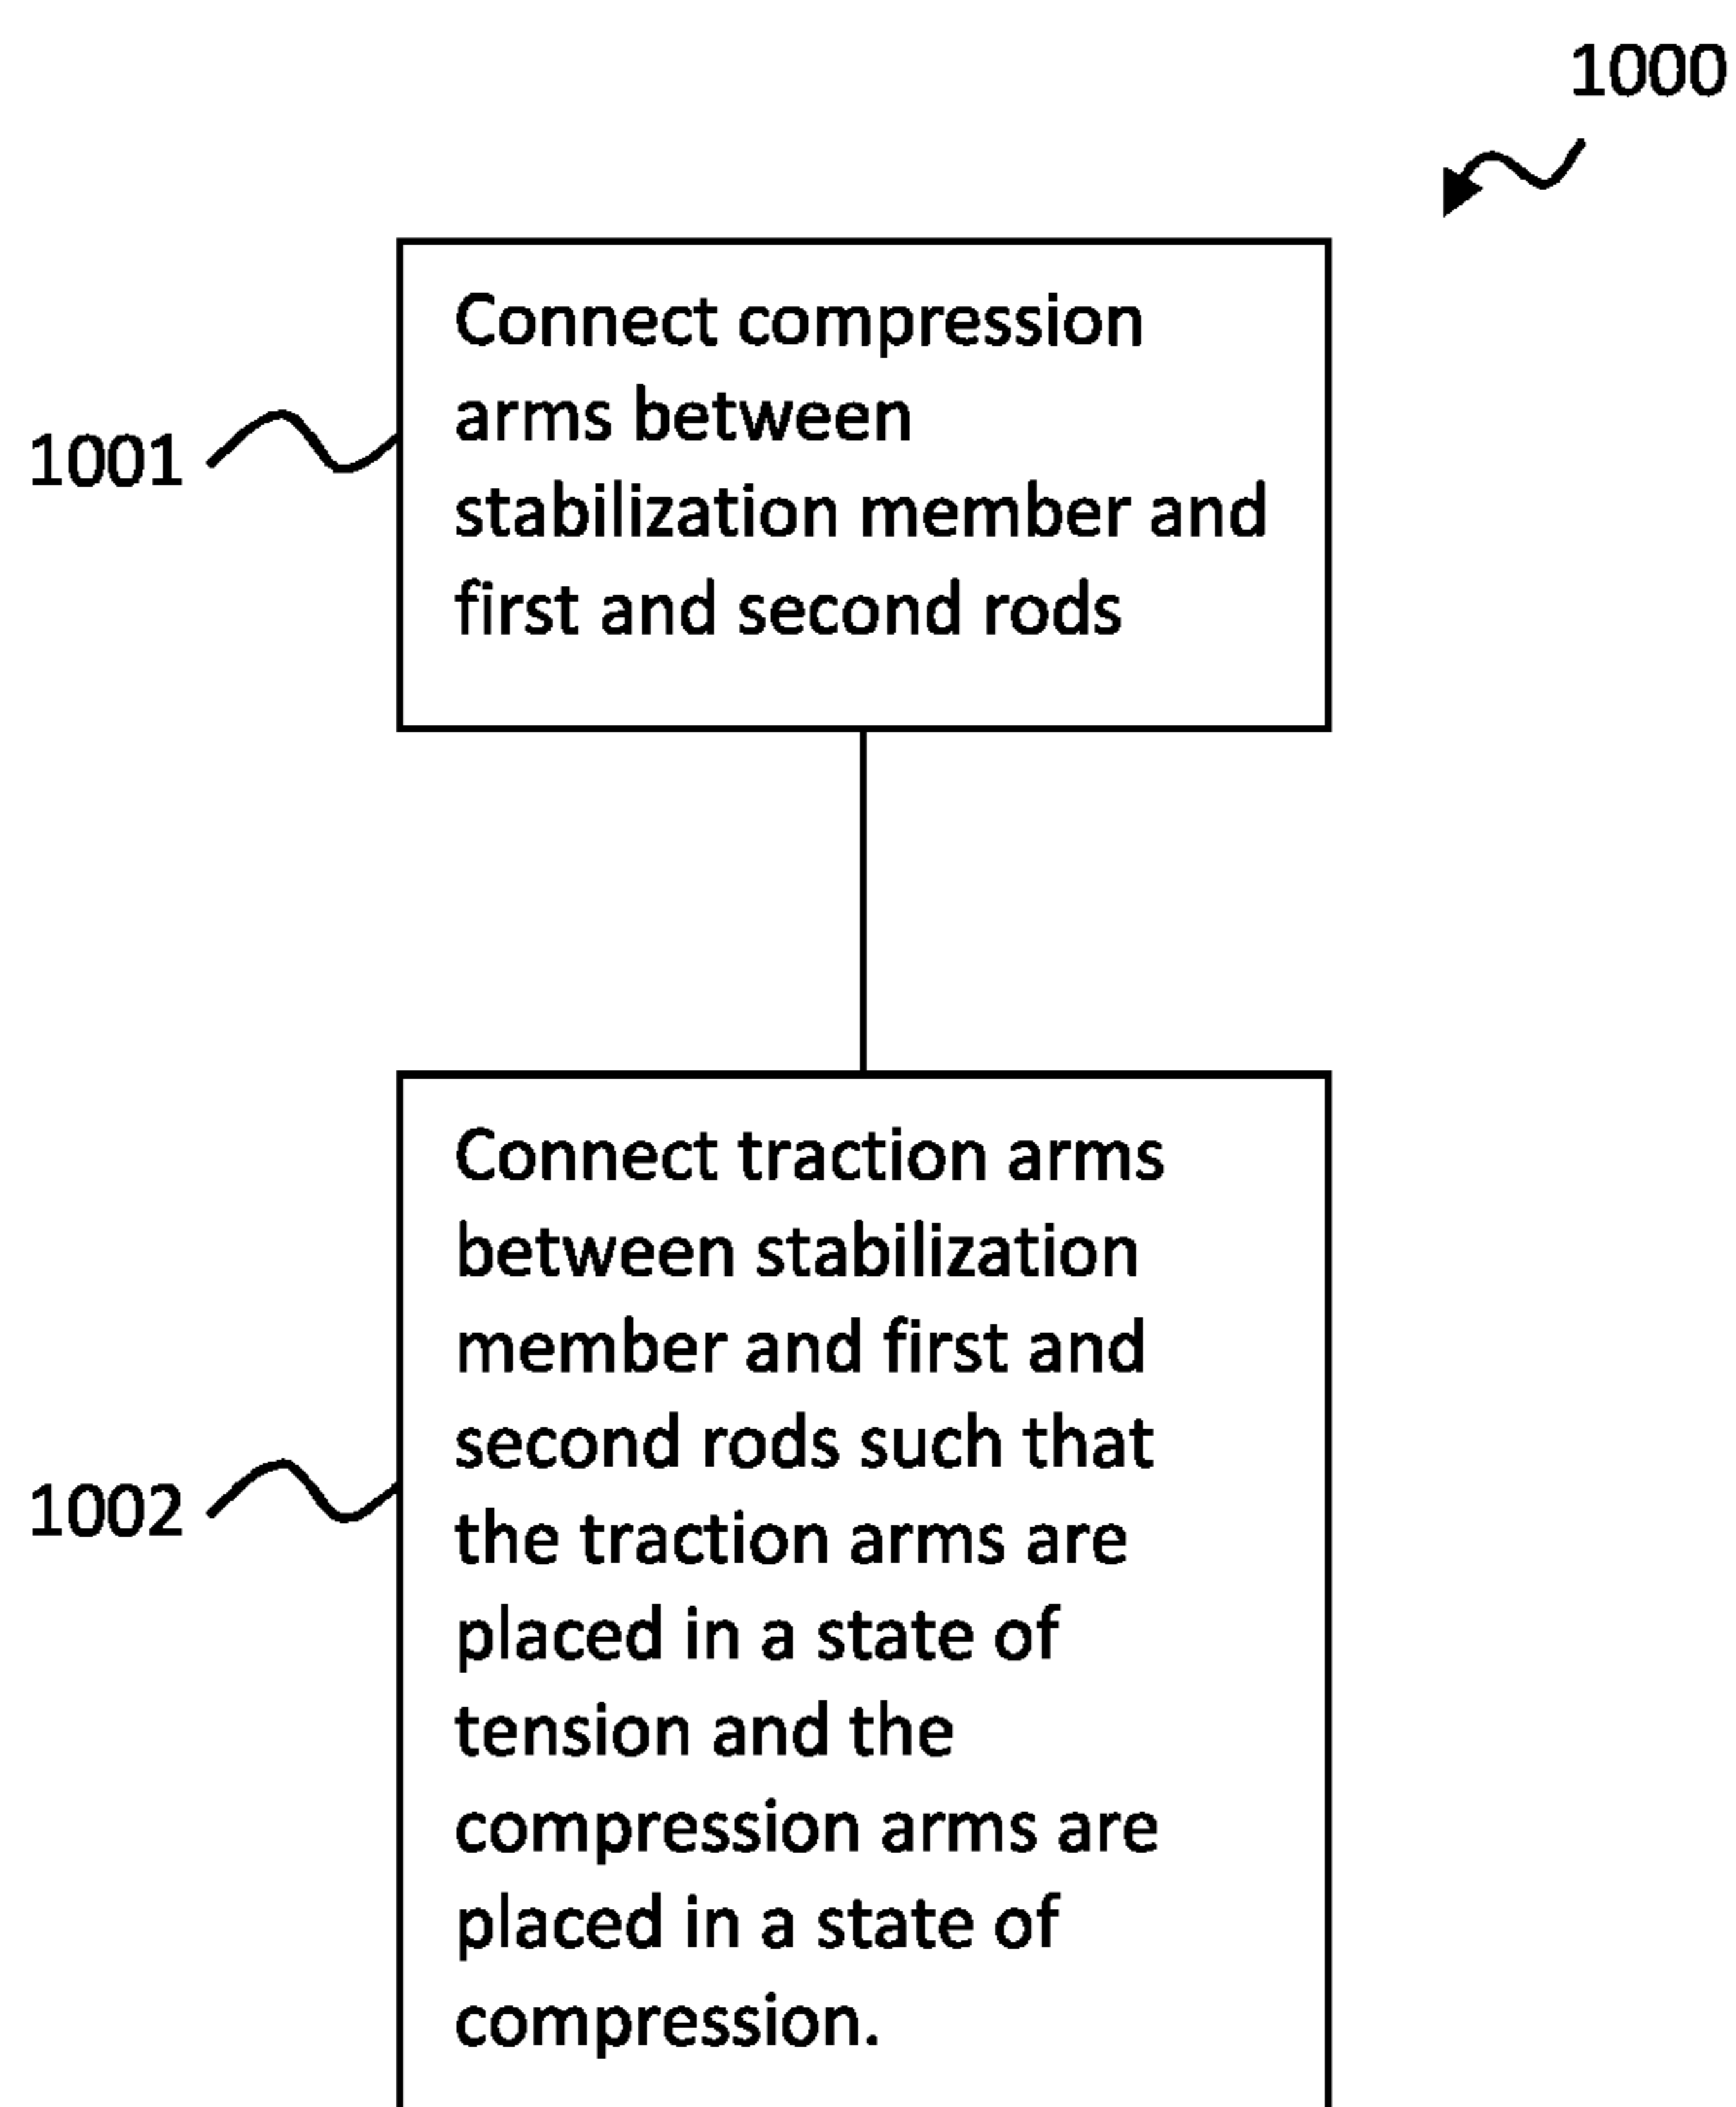 1000
Connect compression
arms between
stabilization member and
first and second rods
1001
Connect traction arms
between stabilization
member and first and
second rods such that
the traction arms are
placed in a state of
tension and the
compression arms are
placed in a state of
compression.
1002